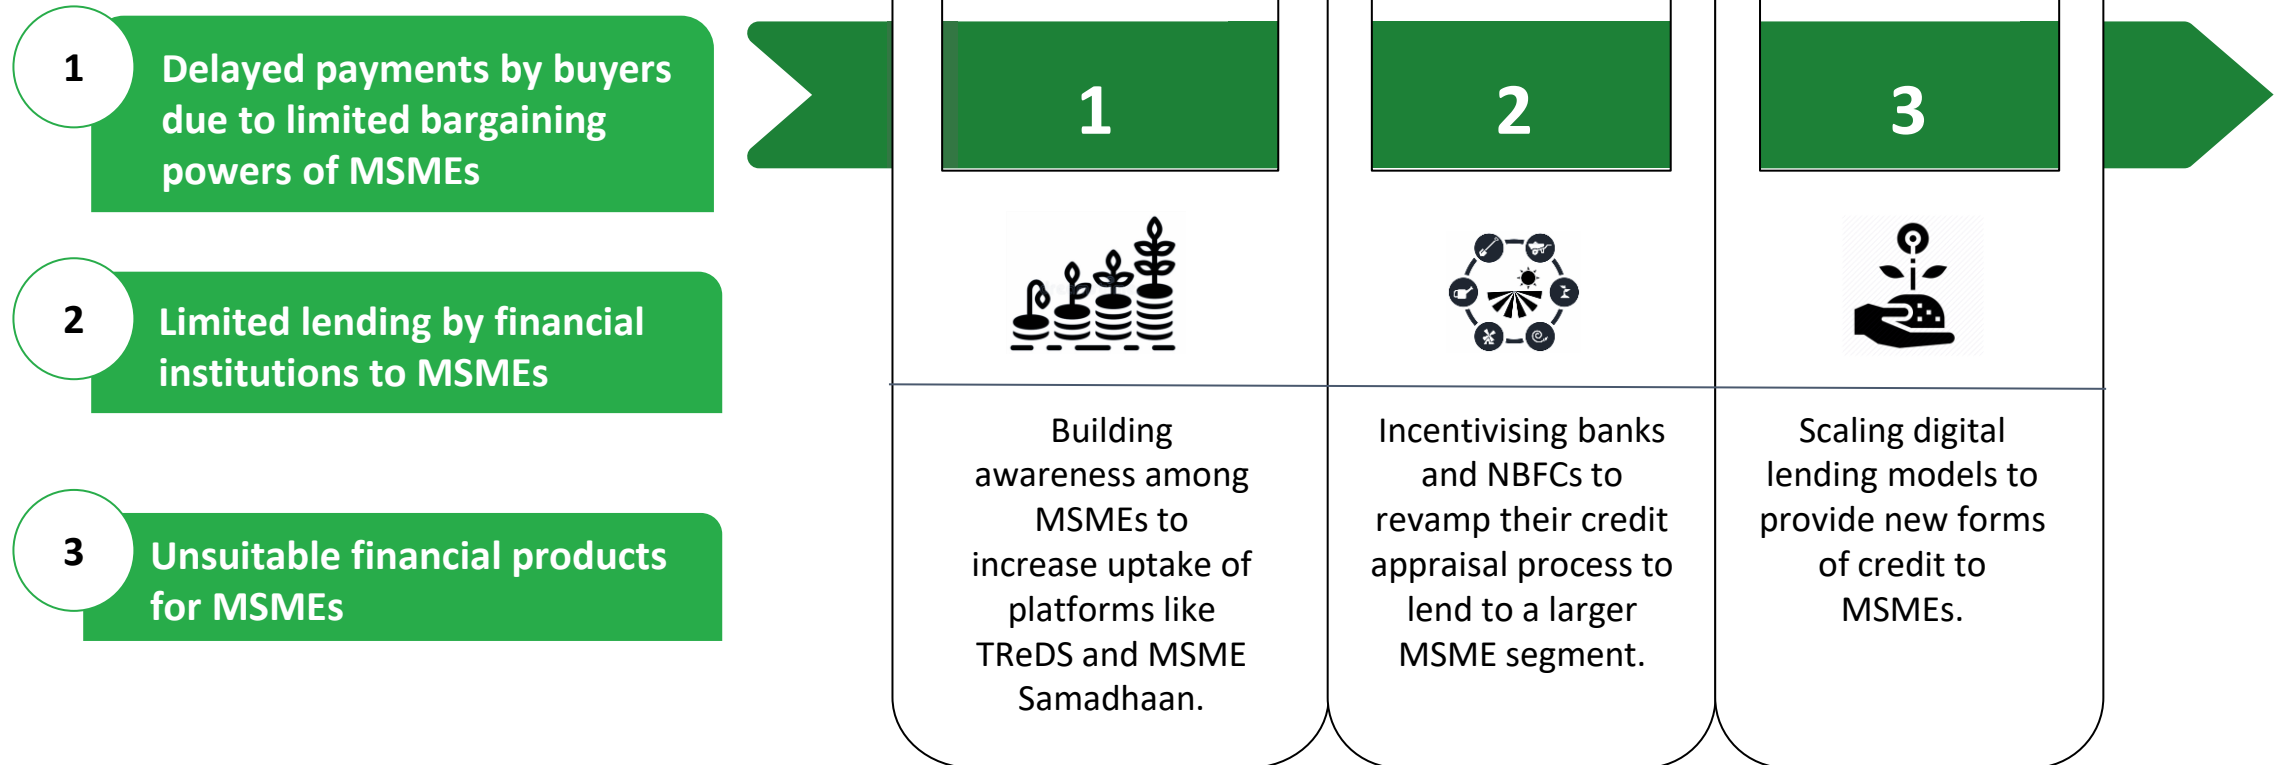 1
Delayed payments by buyers
due to limited bargaining
powers of MSMEs
2
Limited lending by financial
institutions to MSMEs
3
Unsuitable financial products
for MSMEs
1
Building
awareness among
MSMEs to
increase uptake of
platforms like
TReDS and MSME
Samadhaan.
2
Incentivising banks
and NBFCs to
revamp their credit
appraisal process to
lend to a larger
MSME segment.
3
Scaling digital
lending models to
provide new forms
of credit to
MSMEs.